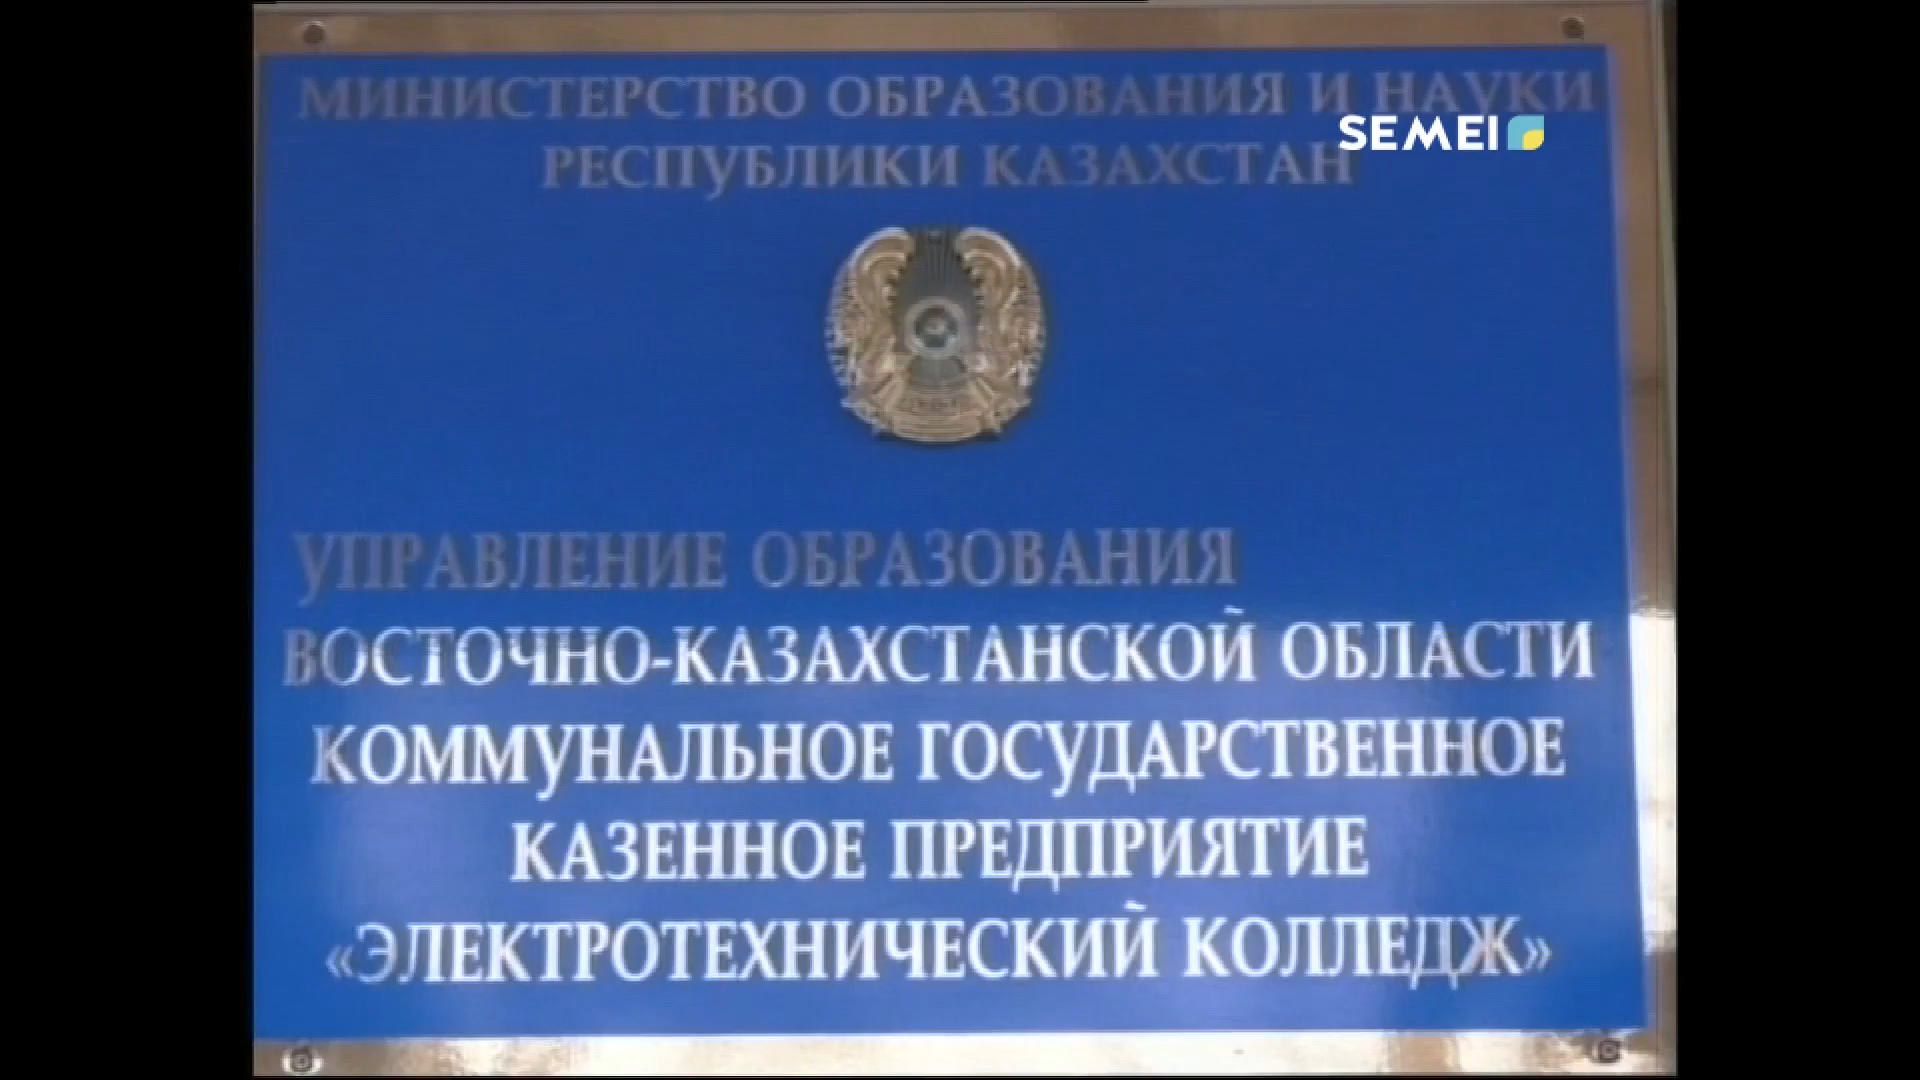 МИНИСТЕРСТВО ОБРАЗОВАНИЯ И НАУКИ
SEMEI
РЕСПУБЛИКИ КАЗАХСТАН
УПРАВЛЕНИЕ ОБРАЗОВАНИЯ
ВОСТОЧНО-КАЗАХСТАНСКОЙ ОБЛАСТИ
КОММУНАЛЬНОЕ ГОСУДАРСТВЕННОЕ
КАЗЕННОЕ ПРЕДПРИЯТИЕ
«ЭЛЕКТРОТЕХНИЧЕСКИЙ КОЛЛЕДЖ»